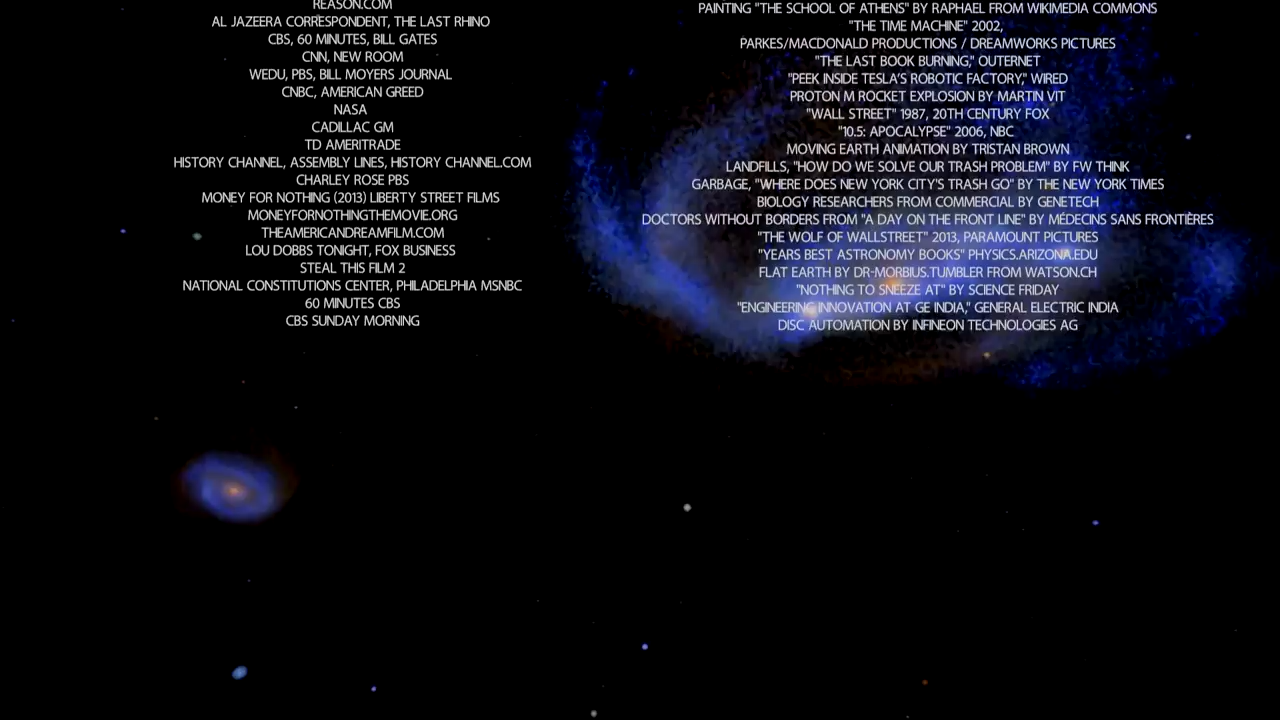 REASON.COM
AL JAZEERA CORRESPONDENT, THE LAST RHINO
CBS, 60 MINUTES, BILL GATES
CNN, NEW ROOM
WEDU, PBS, BILL MOYERS JOURNAL
CNBC, AMERICAN GREED
NASA
CADILLAC GM
TD AMERITRADE
HISTORY CHANNEL, ASSEMBLY LINES, HISTORY CHANNEL.COM
CHARLEY ROSE PBS
MONEY FOR NOTHING (2013) LIBERTY STREET FILMS
MONEYFORNOTHINGTHEMOVIE.ORG
THEAMERICANDREAMFILM.COM
LOU DOBBS TONIGHT, FOX BUSINESS
STEAL THIS FILM 2
NATIONAL CONSTITUTIONS CENTER, PHILADELPHIA MSNBC
60 MINUTES CBS
CBS SUNDAY MORNING
PAINTING "THE SCHOOL OF ATHENS" BY RAPHAEL FROM WIKIMEDIA COMMONS
"THE TIME MACHINE" 2002,
PARKES/MACDONALD PRODUCTIONS / DREAMWORKS PICTURES
"THE LAST BOOK BURNING," OUTERNET
"PEEK INSIDE TESLA'S ROBOTIC FACTORY," WIRED
PROTON M ROCKET EXPLOSION BY MARTIN VIT
"WALL STREET" 1987, 20TH CENTURY FOX
"10.5: APOCALYPSE" 2006, NBC
MOVING EARTH ANIMATION BY TRISTAN BROWN
LANDFILLS, "HOW DO WE SOLVE OUR TRASH PROBLEM" BY FW THINK
GARBAGE, "WHERE DOES NEW YORK CITY'S TRASH GO" BY THE NEW YORK TIMES
BIOLOGY RESEARCHERS FROM COMMERCIAL BY GENETECH
DOCTORS WITHOUT BORDERS FROM "A DAY ON THE FRONT LINE" BY MÉDECINS SANS FRONTIÈRES
"THE WOLF OF WALLSTREET" 2013, PARAMOUNT PICTURES
"YEARS BEST ASTRONOMY BOOKS" PHYSICS.ARIZONA.EDU
FLAT EARTH BY DR-MORBIUS.TUMBLER FROM WATSON.CH
"NOTHING TO SNEEZE AT" BY SCIENCE FRIDAY
"ENGINEERING INNOVATION AT GE INDIA," GENERAL ELECTRIC INDIA
DISC AUTOMATION BY INFINEON TECHNOLOGIES AG